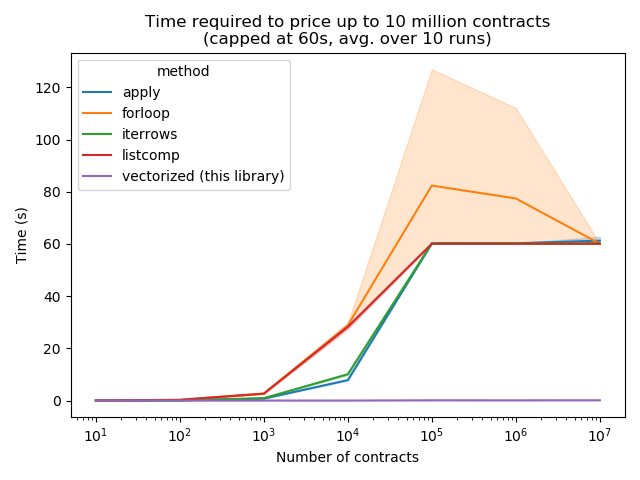 Time required to price up to 10 million contracts
(capped at 60s, avg. over 10 runs)
method
apply
forloop
iterrows
listcomp
vectorized (this library)
Time (s)
120
100
80
60
40
20
0
10¹ 10² 10³ 10⁴ 10⁵ 10⁶ 10⁷
Number of contracts